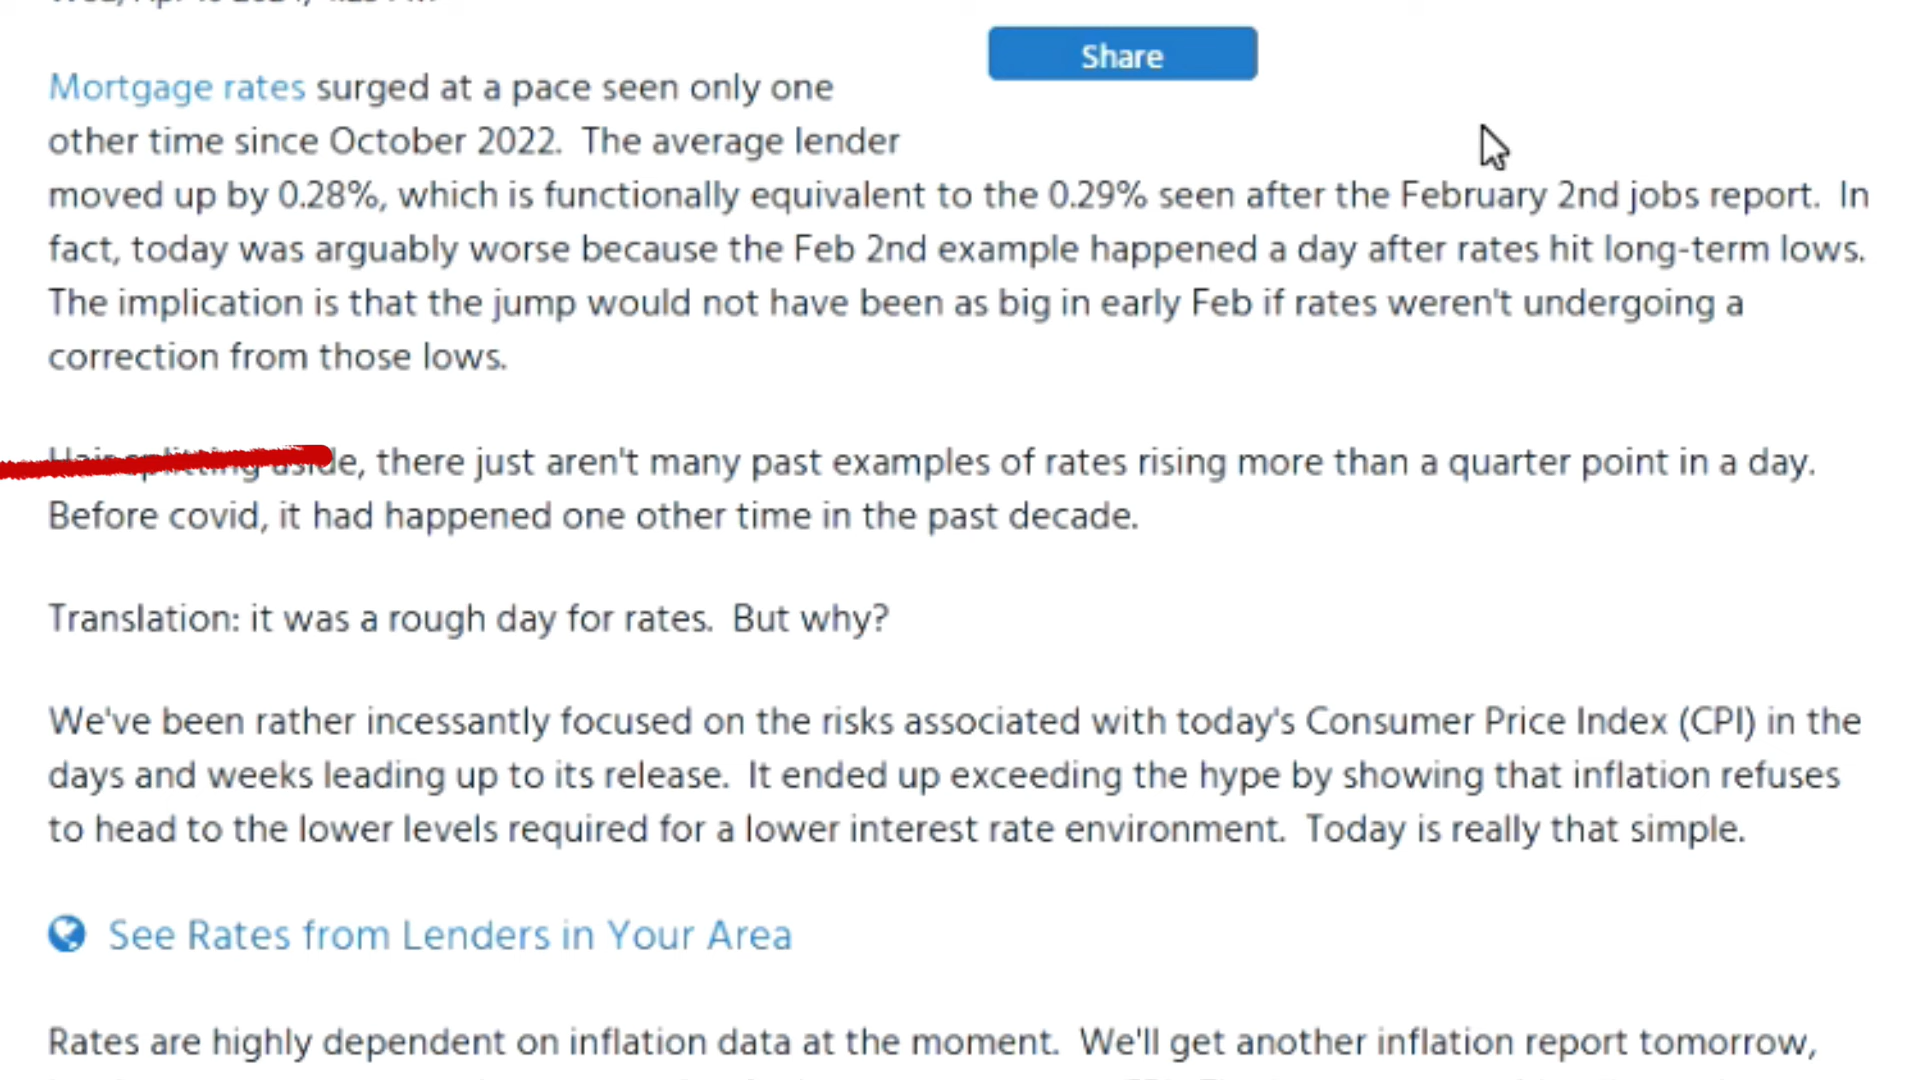 Share
Mortgage rates surged at a pace seen only one
other time since October 2022. The average lender
moved up by 0.28%, which is functionally equivalent to the 0.29% seen after the February 2nd jobs report. In
fact, today was arguably worse because the Feb 2nd example happened a day after rates hit long-term lows.
The implication is that the jump would not have been as big in early Feb if rates weren't undergoing a
correction from those lows.
Hair splitting aside, there just aren't many past examples of rates rising more than a quarter point in a day.
Before covid, it had happened one other time in the past decade.
Translation: it was a rough day for rates. But why?
We've been rather incessantly focused on the risks associated with today's Consumer Price Index (CPI) in the
days and weeks leading up to its release. It ended up exceeding the hype by showing that inflation refuses
to head to the lower levels required for a lower interest rate environment. Today is really that simple.
See Rates from Lenders in Your Area
Rates are highly dependent on inflation data at the moment. We'll get another inflation report tomorrow,